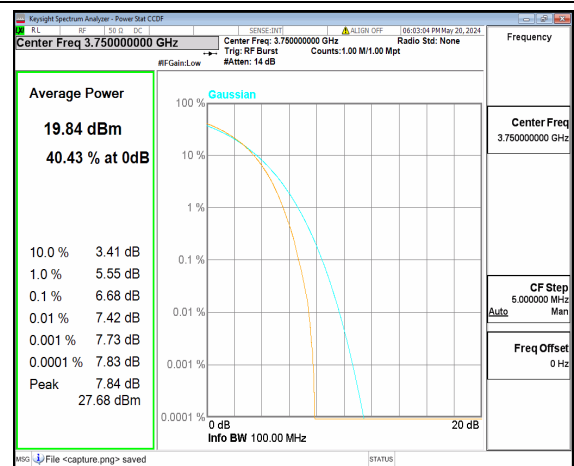 Keysight Spectrum Analyzer - Power Stat CCDF
RL RF 50 Ω DC SENSE:INT ALIGN OFF 06:03:04 PM May 20, 2024
Center Freq 3.750000000 GHz
Center Freq: 3.750000000 GHz Radio Std: None
Trig: RF Burst Counts:1.00 M/1.00 Mpt
#IFGain:Low #Atten: 14 dB
Frequency
Average Power
19.84 dBm
40.43 % at 0dB
10.0 % 3.41 dB
1.0 % 5.55 dB
0.1 % 6.68 dB
0.01 % 7.42 dB
0.001 % 7.73 dB
0.0001 % 7.83 dB
Peak 7.84 dB
27.68 dBm
Gaussian
100 %
10 %
1 %
0.1 %
0.01 %
0.001 %
0.0001 %
0 dB 20 dB
Info BW 100.00 MHz
Center Freq
3.750000000 GHz
CF Step
5.000000 MHz
Auto Man
Freq Offset
0 Hz
MSG File <capture.png> saved STATUS